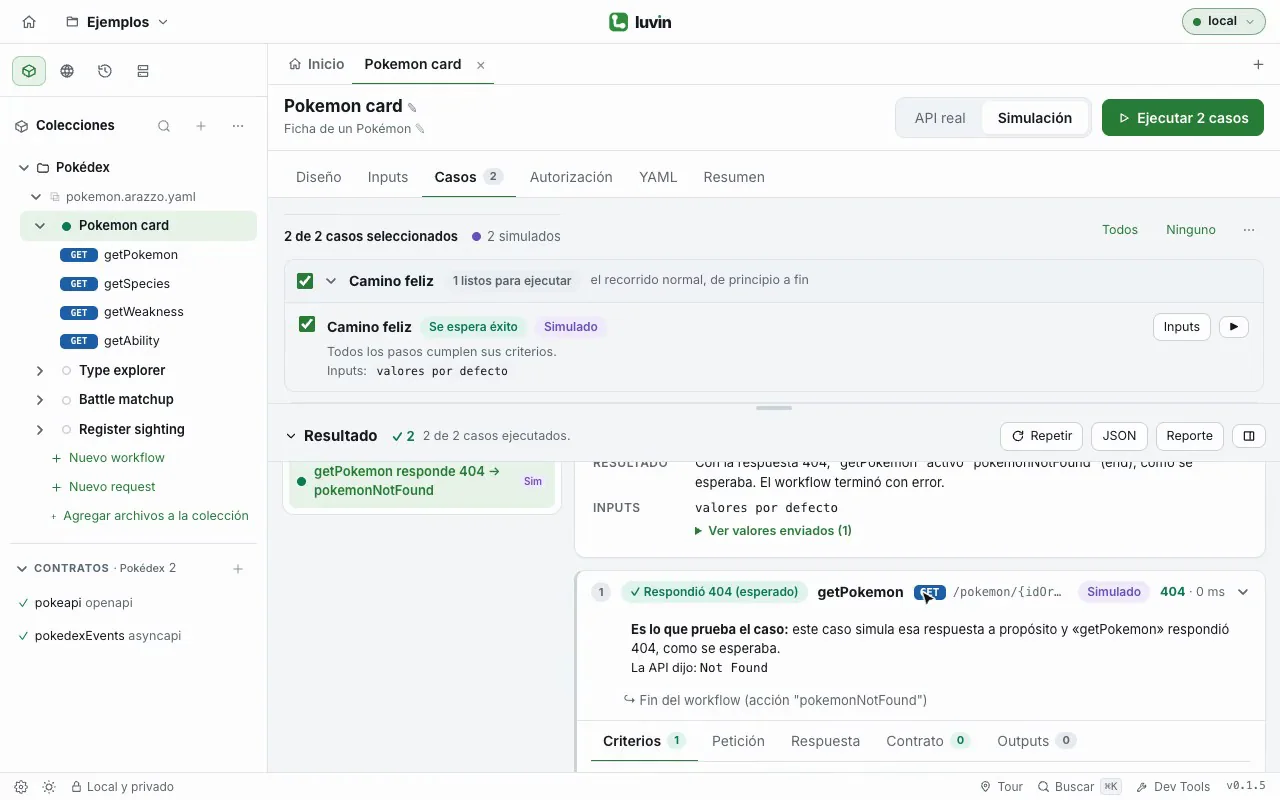 Ejemplos
luvin
local
Inicio
Pokemon card
Pokemon card
Ficha de un Pokémon
API real
Simulación
Ejecutar 2 casos
Colecciones
Pokédex
pokemon.arazzo.yaml
Pokemon card
GET getPokemon
GET getSpecies
GET getWeakness
GET getAbility
Type explorer
Battle matchup
Register sighting
+ Nuevo workflow
+ Nuevo request
+ Agregar archivos a la colección
CONTRATOS · Pokédex 2
pokeapi openapi
pokedexEvents asyncapi
Diseño
Inputs
Casos 2
Autorización
YAML
Resumen
2 de 2 casos seleccionados
2 simulados
Todos
Ninguno
Camino feliz
1 listos para ejecutar
el recorrido normal, de principio a fin
Camino feliz
Se espera éxito
Simulado
Inputs
Todos los pasos cumplen sus criterios.
Inputs: valores por defecto
Resultado
✓ 2
2 de 2 casos ejecutados.
Repetir
JSON
Reporte
getPokemon responde 404 →
pokemonNotFound
Sim
RESULTADO
Con la respuesta 404, "getPokemon" activó "pokemonNotFound" (end), como se
esperaba. El workflow terminó con error.
INPUTS
valores por defecto
Ver valores enviados (1)
1
✓ Respondió 404 (esperado)
getPokemon
GET
/pokemon/{idOr…
Simulado
404 · 0 ms
Es lo que prueba el caso: este caso simula esa respuesta a propósito y «getPokemon» respondió
404, como se esperaba.
La API dijo: Not Found
↪ Fin del workflow (acción "pokemonNotFound")
Criterios 1
Petición
Respuesta
Contrato 0
Outputs 0
Local y privado
Tour
Buscar ⌘K
Dev Tools
v0.1.5